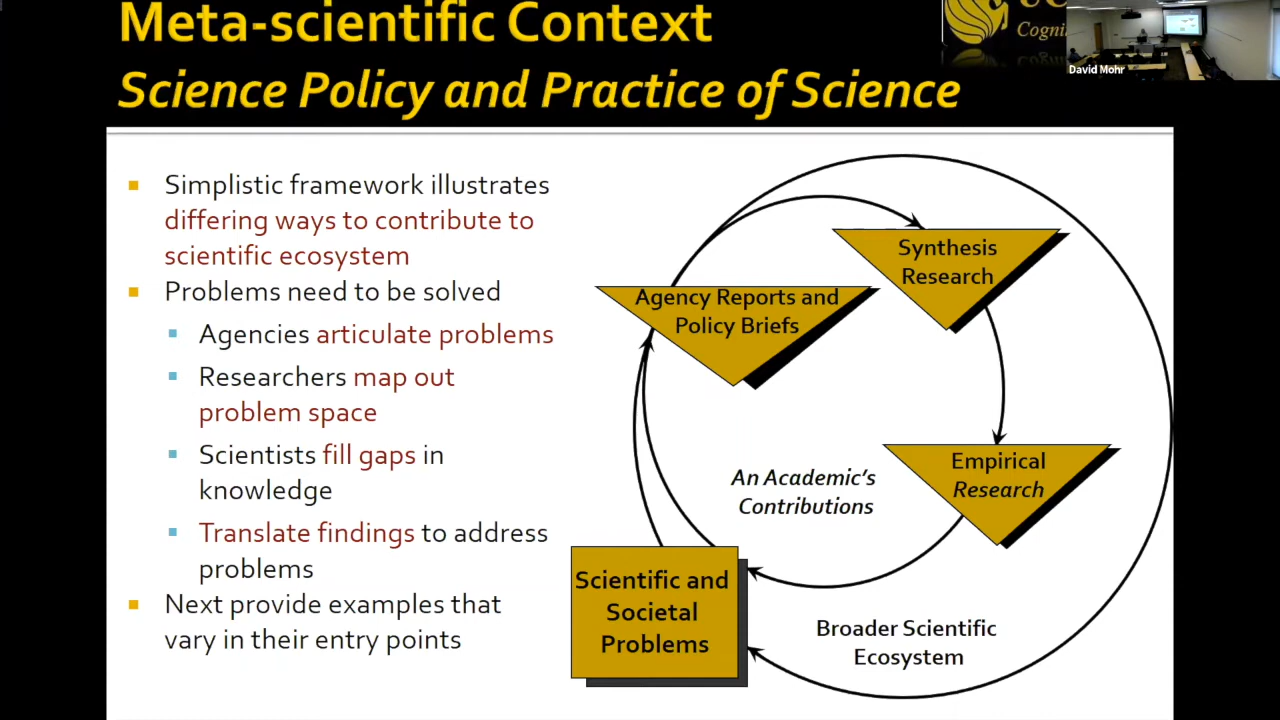 Meta-scientific Context
Science Policy and Practice of Science
David Mohr
Simplistic framework illustrates
differing ways to contribute to
scientific ecosystem
Problems need to be solved
Agencies articulate problems
Researchers map out
problem space
Scientists fill gaps in
knowledge
Translate findings to address
problems
Next provide examples that
vary in their entry points
Synthesis
Research
Agency Reports and
Policy Briefs
Empirical
Research
An Academic's
Contributions
Scientific and
Societal
Problems
Broader Scientific
Ecosystem